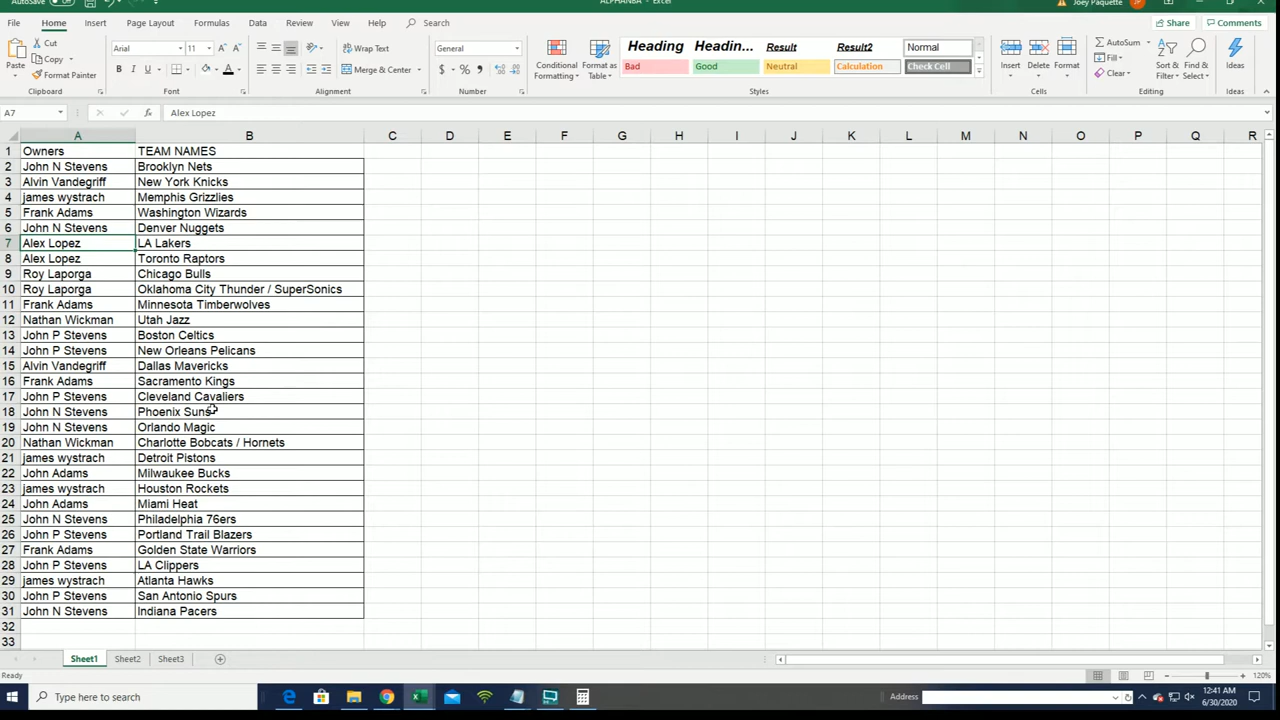 AutoSave Off ALPHANBA - Excel Joey Paquette JP
File Home Insert Page Layout Formulas Data Review View Help Search Share Comments
Paste Cut Copy Format Painter Clipboard
Arial 11 A A B I U A Font
Wrap Text Merge & Center Alignment
General $ % , Number
Conditional Formatting Format as Table
Heading Headin... Result Result2 Normal
Bad Good Neutral Calculation Check Cell
Styles
Insert Delete Format Cells
AutoSum Fill Clear Sort & Filter Find & Select Editing
Ideas Ideas
A7 fx Alex Lopez
A B C D E F G H I J K L M N O P Q R
1 Owners TEAM NAMES
2 John N Stevens Brooklyn Nets
3 Alvin Vandegriff New York Knicks
4 james wystrach Memphis Grizzlies
5 Frank Adams Washington Wizards
6 John N Stevens Denver Nuggets
7 Alex Lopez LA Lakers
8 Alex Lopez Toronto Raptors
9 Roy Laporga Chicago Bulls
10 Roy Laporga Oklahoma City Thunder / SuperSonics
11 Frank Adams Minnesota Timberwolves
12 Nathan Wickman Utah Jazz
13 John P Stevens Boston Celtics
14 John P Stevens New Orleans Pelicans
15 Alvin Vandegriff Dallas Mavericks
16 Frank Adams Sacramento Kings
17 John P Stevens Cleveland Cavaliers
18 John N Stevens Phoenix Suns
19 John N Stevens Orlando Magic
20 Nathan Wickman Charlotte Bobcats / Hornets
21 james wystrach Detroit Pistons
22 John Adams Milwaukee Bucks
23 james wystrach Houston Rockets
24 John Adams Miami Heat
25 John N Stevens Philadelphia 76ers
26 John P Stevens Portland Trail Blazers
27 Frank Adams Golden State Warriors
28 John P Stevens LA Clippers
29 james wystrach Atlanta Hawks
30 John P Stevens San Antonio Spurs
31 John N Stevens Indiana Pacers
32
33
Sheet1 Sheet2 Sheet3
Ready 120%
Type here to search Address 12:41 AM
6/30/2020